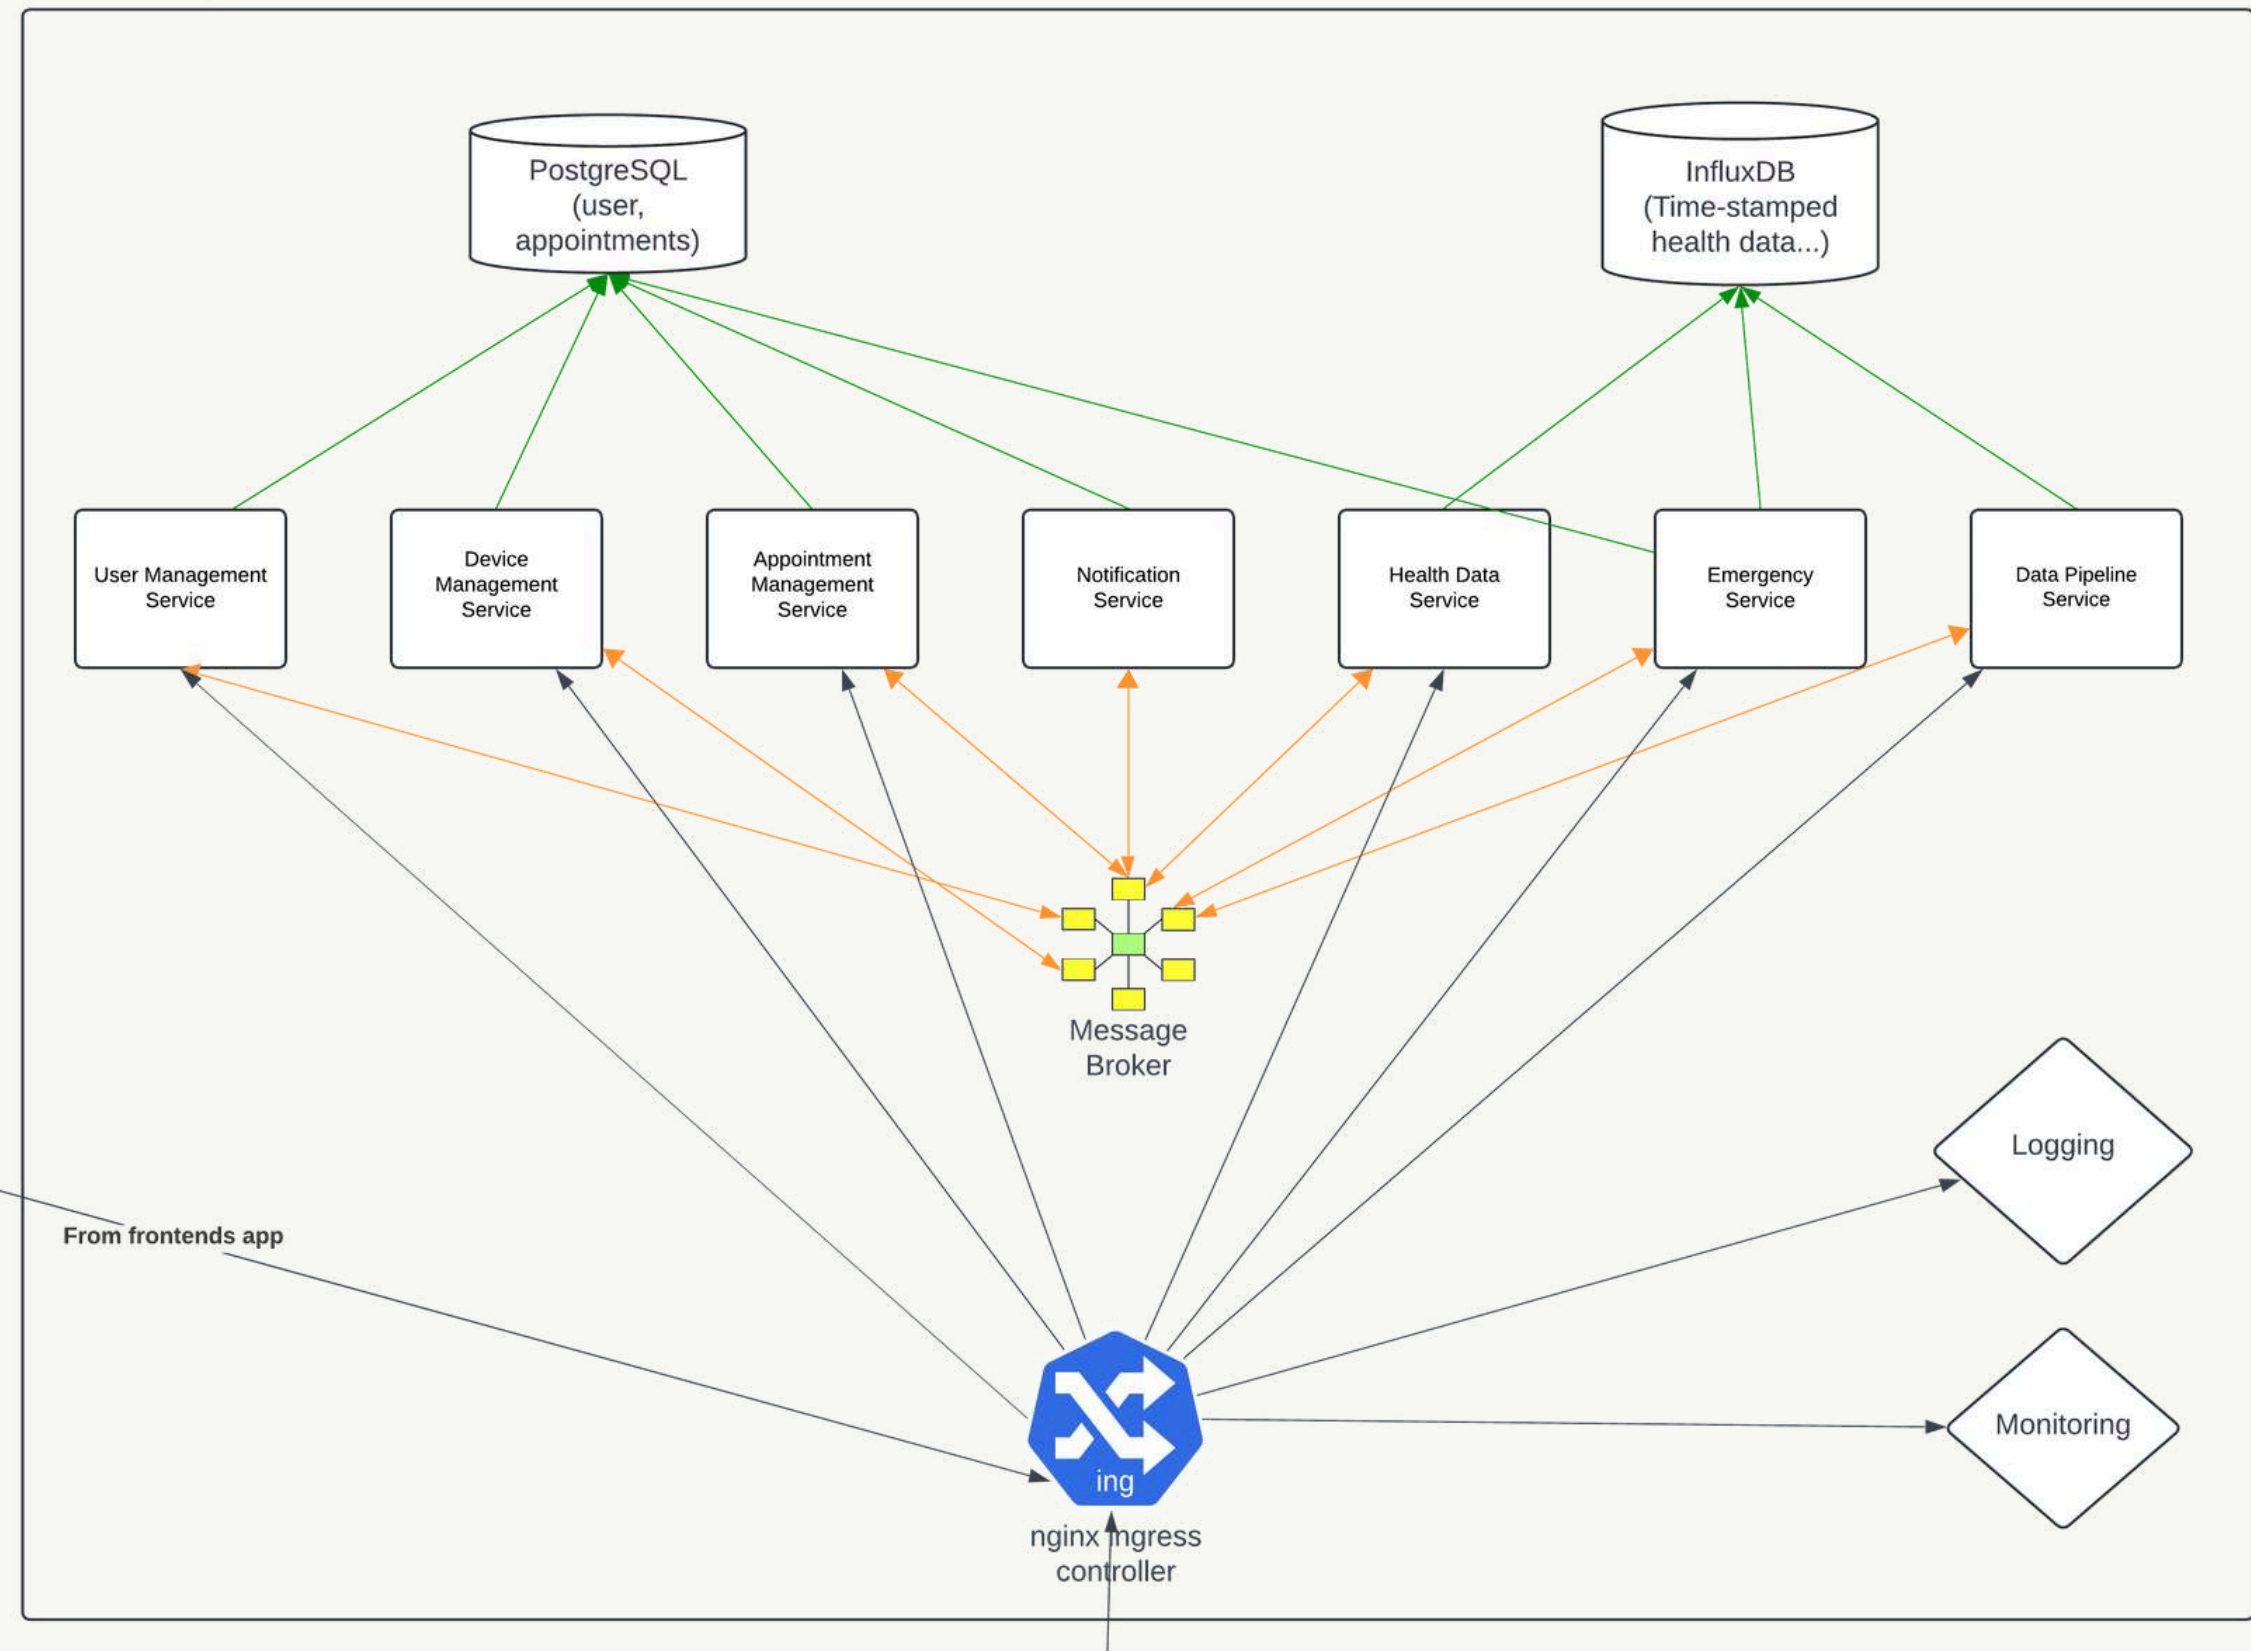 PostgreSQL
(user,
appointments)
InfluxDB
(Time-stamped
health data...)
User Management
Service
Device
Management
Service
Appointment
Management
Service
Notification
Service
Health Data
Service
Emergency
Service
Data Pipeline
Service
Message
Broker
Logging
From frontends app
Monitoring
ing
nginx ingress
controller